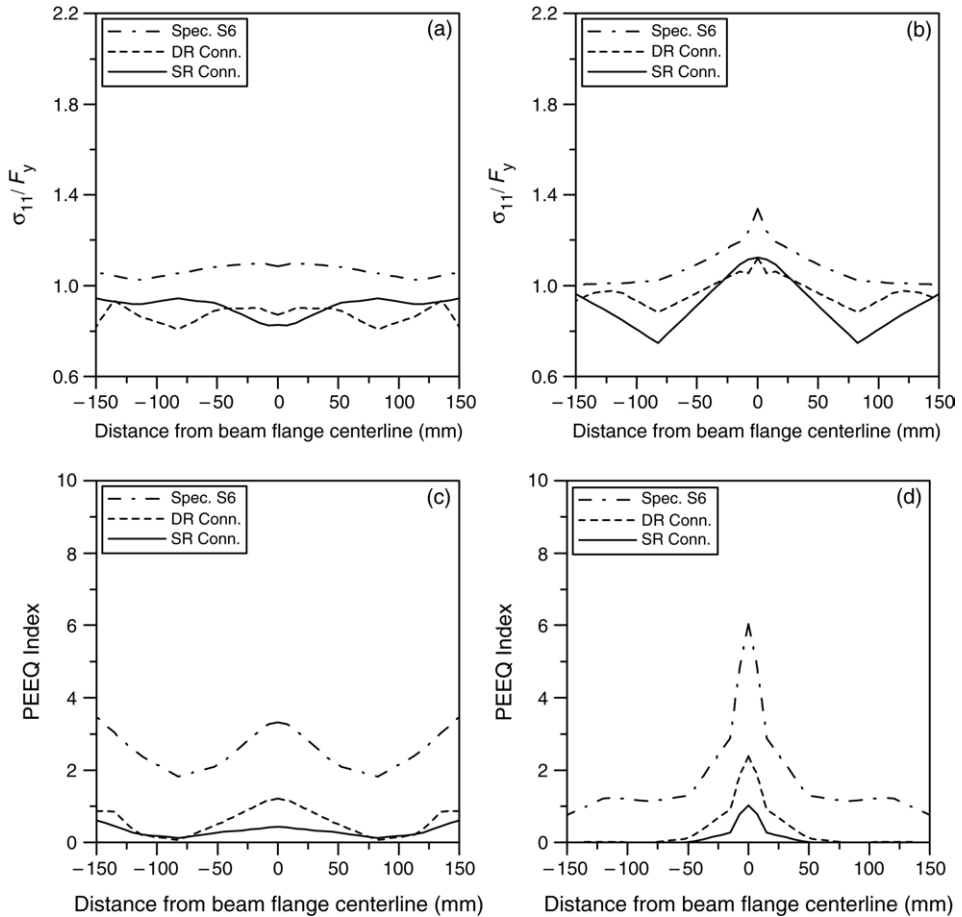 2.2
1.8
1.4
1.0
0.6
σ11/ Fy
Spec. S6
DR Conn.
SR Conn.
(a)
−150 −100 −50 0 50 100 150
Distance from beam flange centerline (mm)
2.2
1.8
1.4
1.0
0.6
σ11/ Fy
Spec. S6
DR Conn.
SR Conn.
(b)
−150 −100 −50 0 50 100 150
Distance from beam flange centerline (mm)
10
8
6
4
2
0
PEEQ Index
Spec. S6
DR Conn.
SR Conn.
(c)
−150 −100 −50 0 50 100 150
Distance from beam flange centerline (mm)
10
8
6
4
2
0
PEEQ Index
Spec. S6
DR Conn.
SR Conn.
(d)
−150 −100 −50 0 50 100 150
Distance from beam flange centerline (mm)